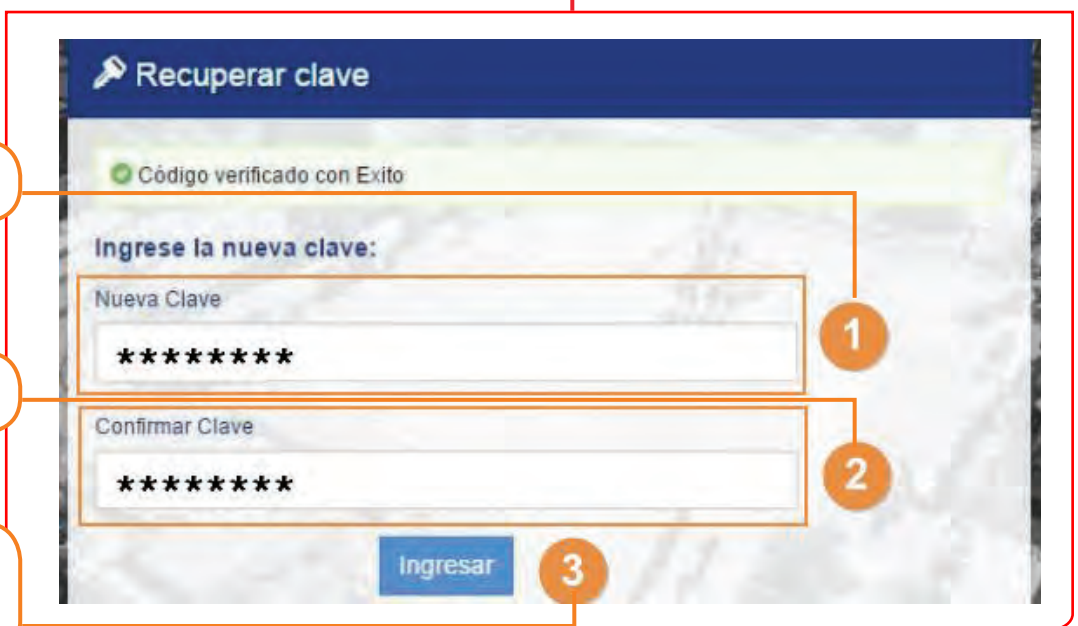 Recuperar clave
Código verificado con Exito
Ingrese la nueva clave:
Nueva Clave
********
1
Confirmar Clave
********
2
Ingresar
3